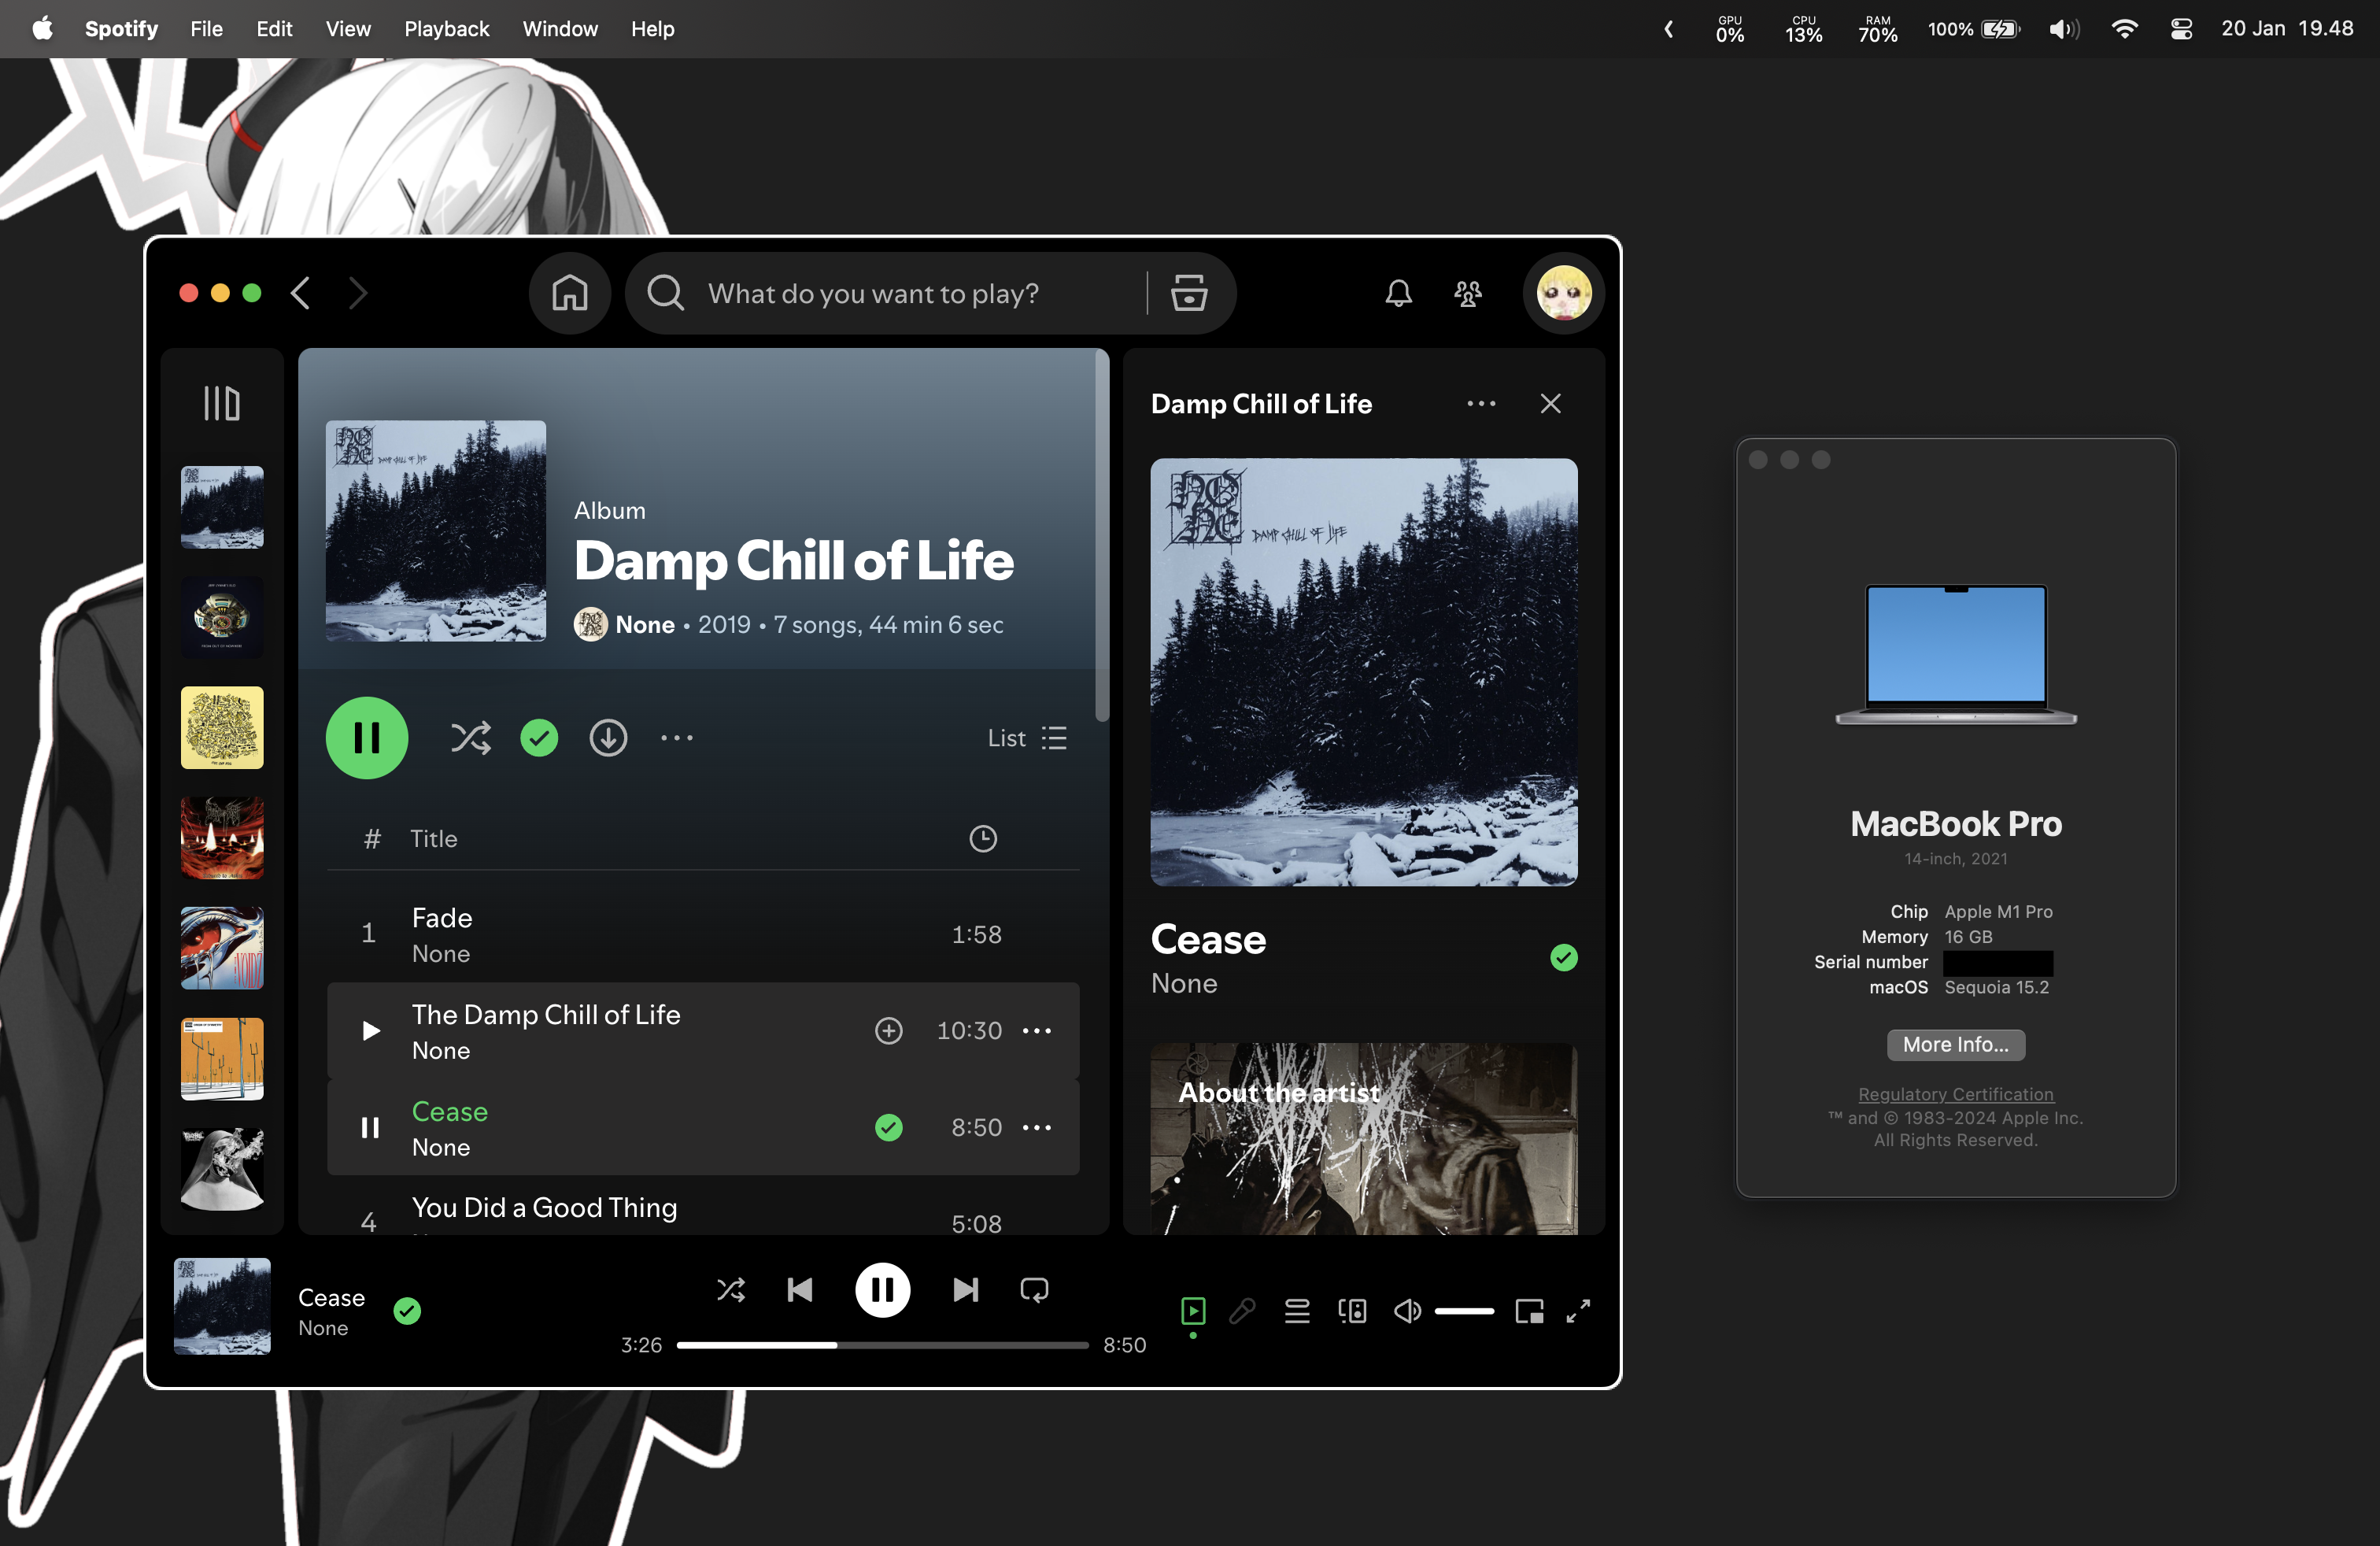 Spotify File Edit View Playback Window Help
GPU 0% CPU 13% RAM 70% 100% 20 Jan 19.48
What do you want to play?
Album
Damp Chill of Life
None • 2019 • 7 songs, 44 min 6 sec
List
# Title
1 Fade 1:58
None
The Damp Chill of Life 10:30
None
Cease 8:50
None
4 You Did a Good Thing 5:08
Damp Chill of Life
NONE
DAMP CHILL OF LIFE
Cease
None
About the artist
Cease
None
3:26 8:50
MacBook Pro
14-inch, 2021
Chip Apple M1 Pro
Memory 16 GB
Serial number
macOS Sequoia 15.2
More Info...
Regulatory Certification
™ and © 1983-2024 Apple Inc.
All Rights Reserved.